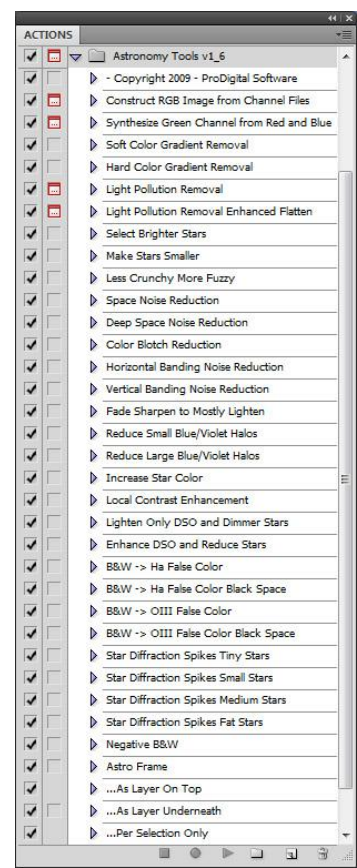 ACTIONS
Astronomy Tools v1_6
- Copyright 2009 - ProDigital Software
Construct RGB Image from Channel Files
Synthesize Green Channel from Red and Blue
Soft Color Gradient Removal
Hard Color Gradient Removal
Light Pollution Removal
Light Pollution Removal Enhanced Flatten
Select Brighter Stars
Make Stars Smaller
Less Crunchy More Fuzzy
Space Noise Reduction
Deep Space Noise Reduction
Color Blotch Reduction
Horizontal Banding Noise Reduction
Vertical Banding Noise Reduction
Fade Sharpen to Mostly Lighten
Reduce Small Blue/Violet Halos
Reduce Large Blue/Violet Halos
Increase Star Color
Local Contrast Enhancement
Lighten Only DSO and Dimmer Stars
Enhance DSO and Reduce Stars
B&W -> Ha False Color
B&W -> Ha False Color Black Space
B&W -> OIII False Color
B&W -> OIII False Color Black Space
Star Diffraction Spikes Tiny Stars
Star Diffraction Spikes Small Stars
Star Diffraction Spikes Medium Stars
Star Diffraction Spikes Fat Stars
Negative B&W
Astro Frame
...As Layer On Top
...As Layer Underneath
...Per Selection Only